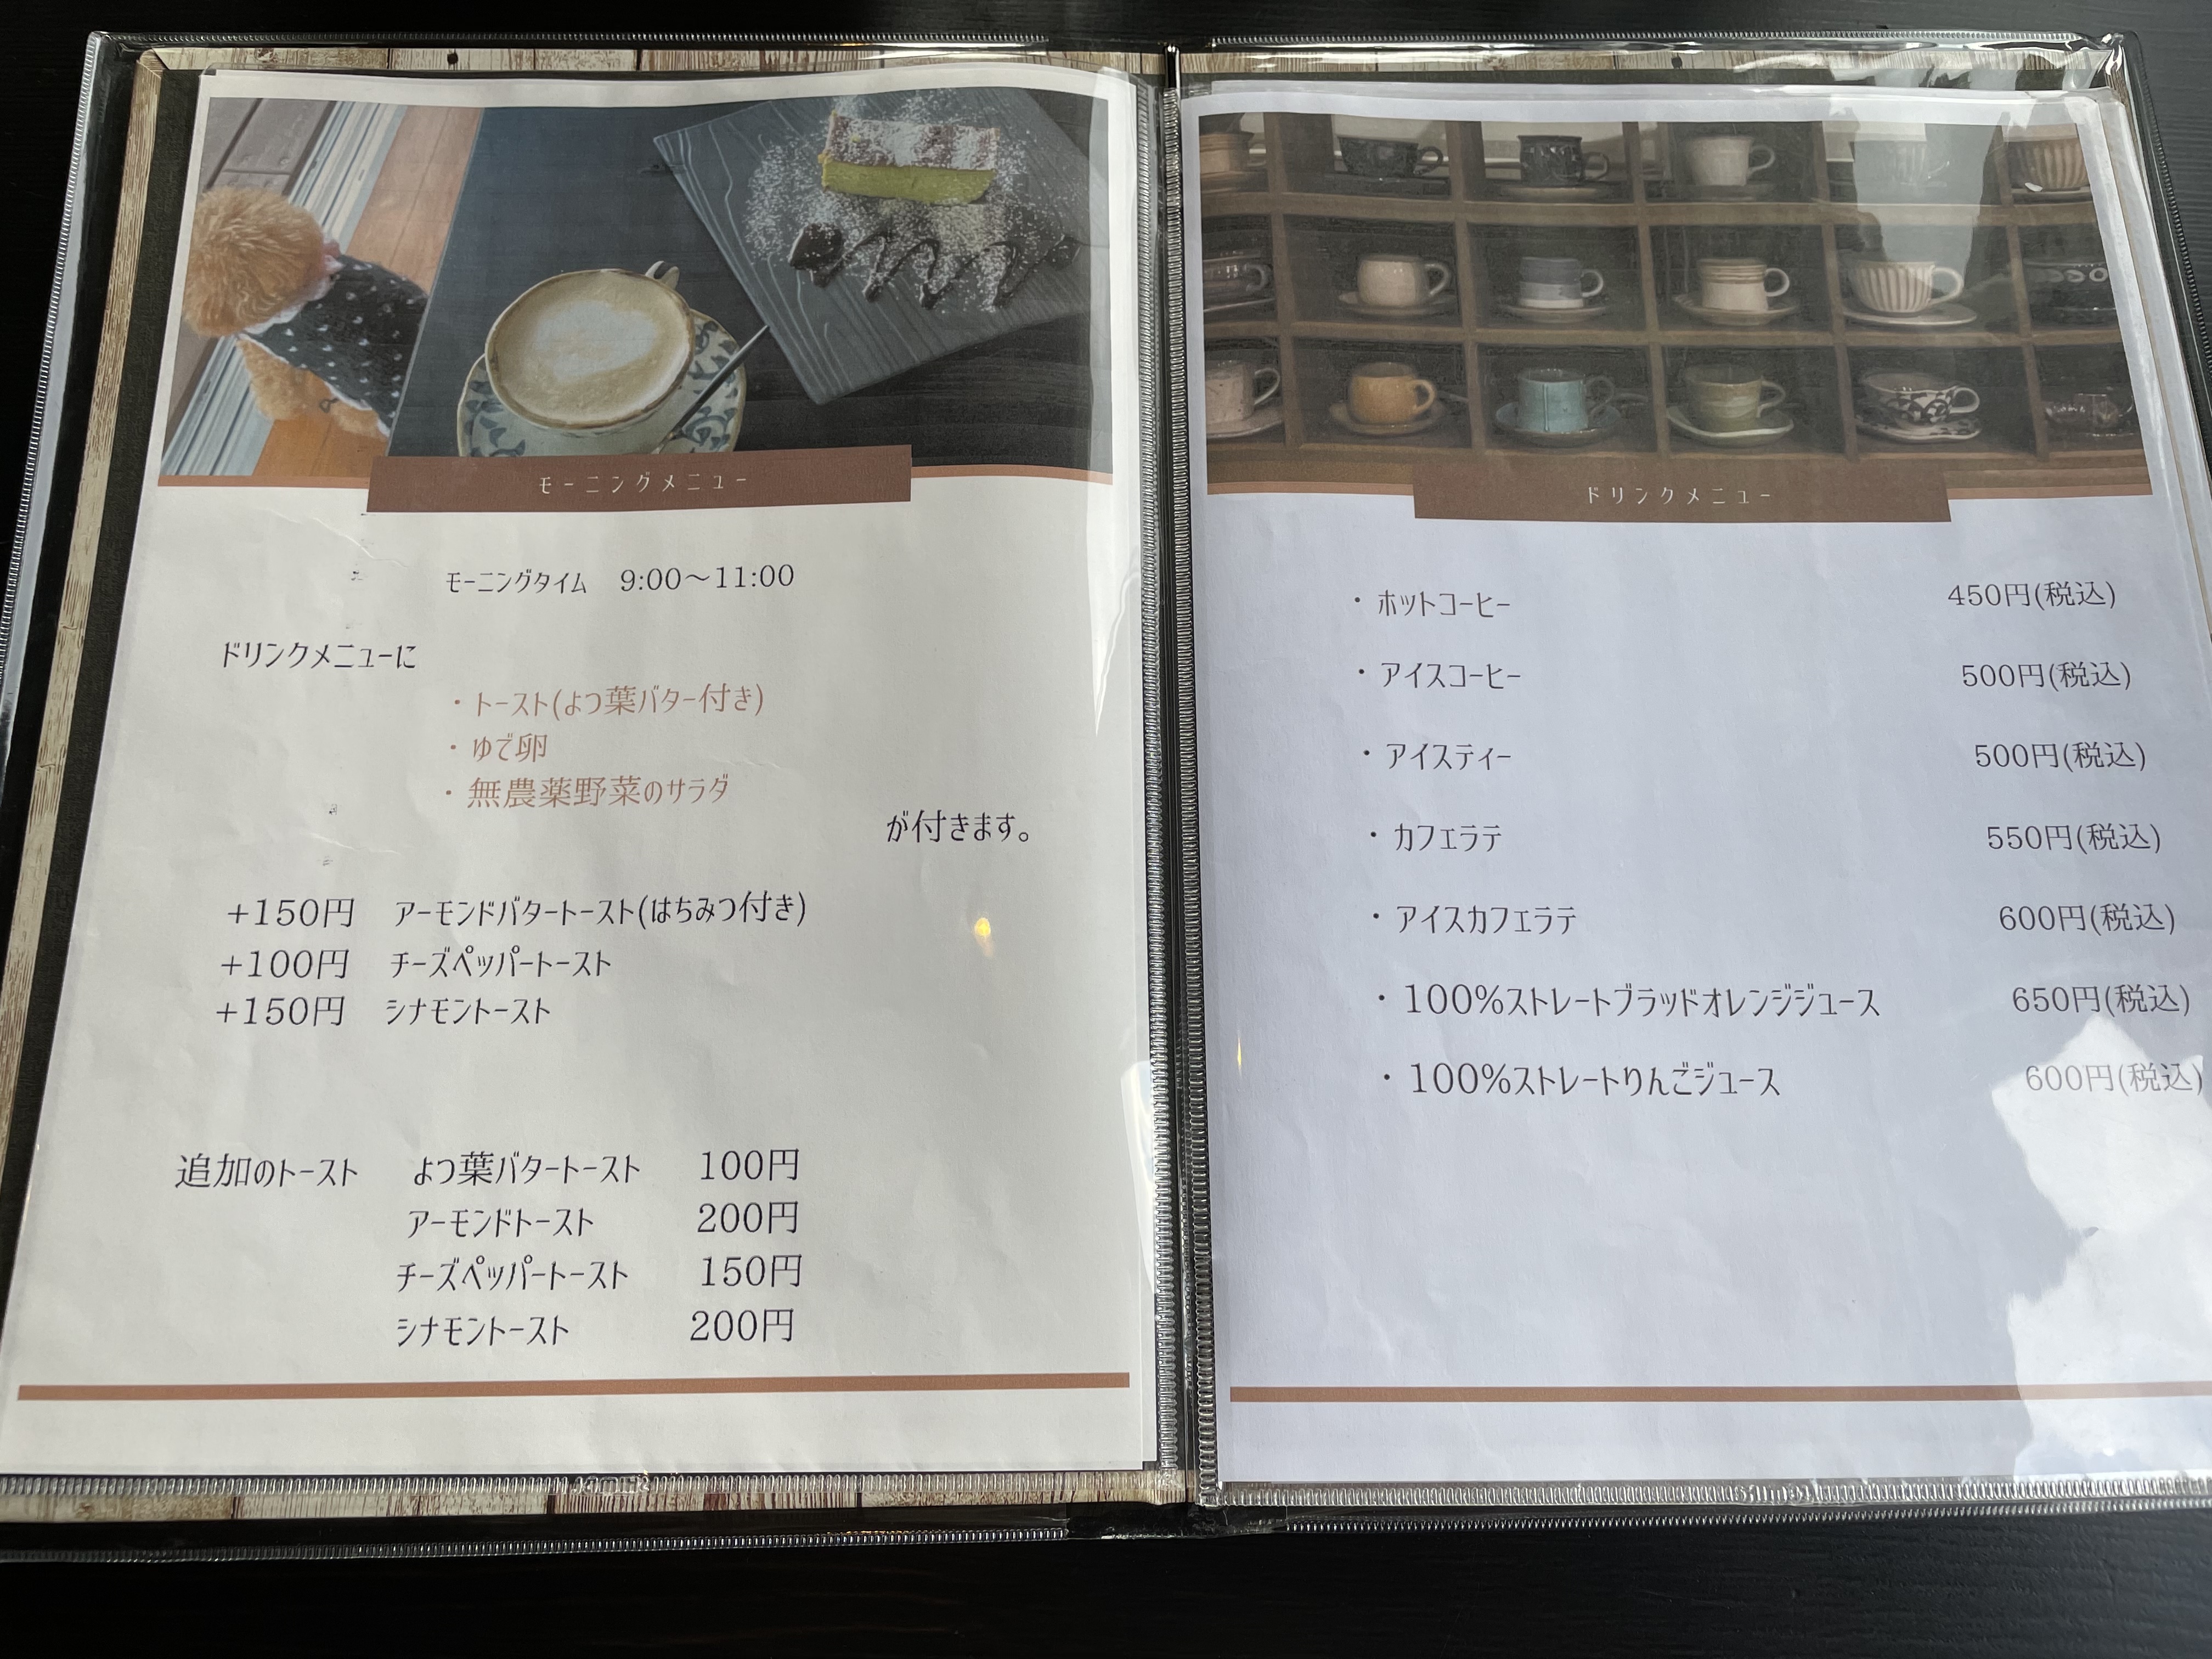 モーニングメニュー
モーニングタイム 9:00～11:00
ドリンクメニューに
・トースト(よつ葉バター付き)
・ゆで卵
・無農薬野菜のサラダ
が付きます。
+150円 アーモンドバタートースト(はちみつ付き)
+100円 チーズペッパートースト
+150円 シナモントースト
追加のトースト よつ葉バタートースト 100円
アーモンドトースト 200円
チーズペッパートースト 150円
シナモントースト 200円
ドリンクメニュー
・ホットコーヒー 450円(税込)
・アイスコーヒー 500円(税込)
・アイスティー 500円(税込)
・カフェラテ 550円(税込)
・アイスカフェラテ 600円(税込)
・100%ストレートブラッドオレンジジュース 650円(税込)
・100%ストレートりんごジュース 600円(税込)